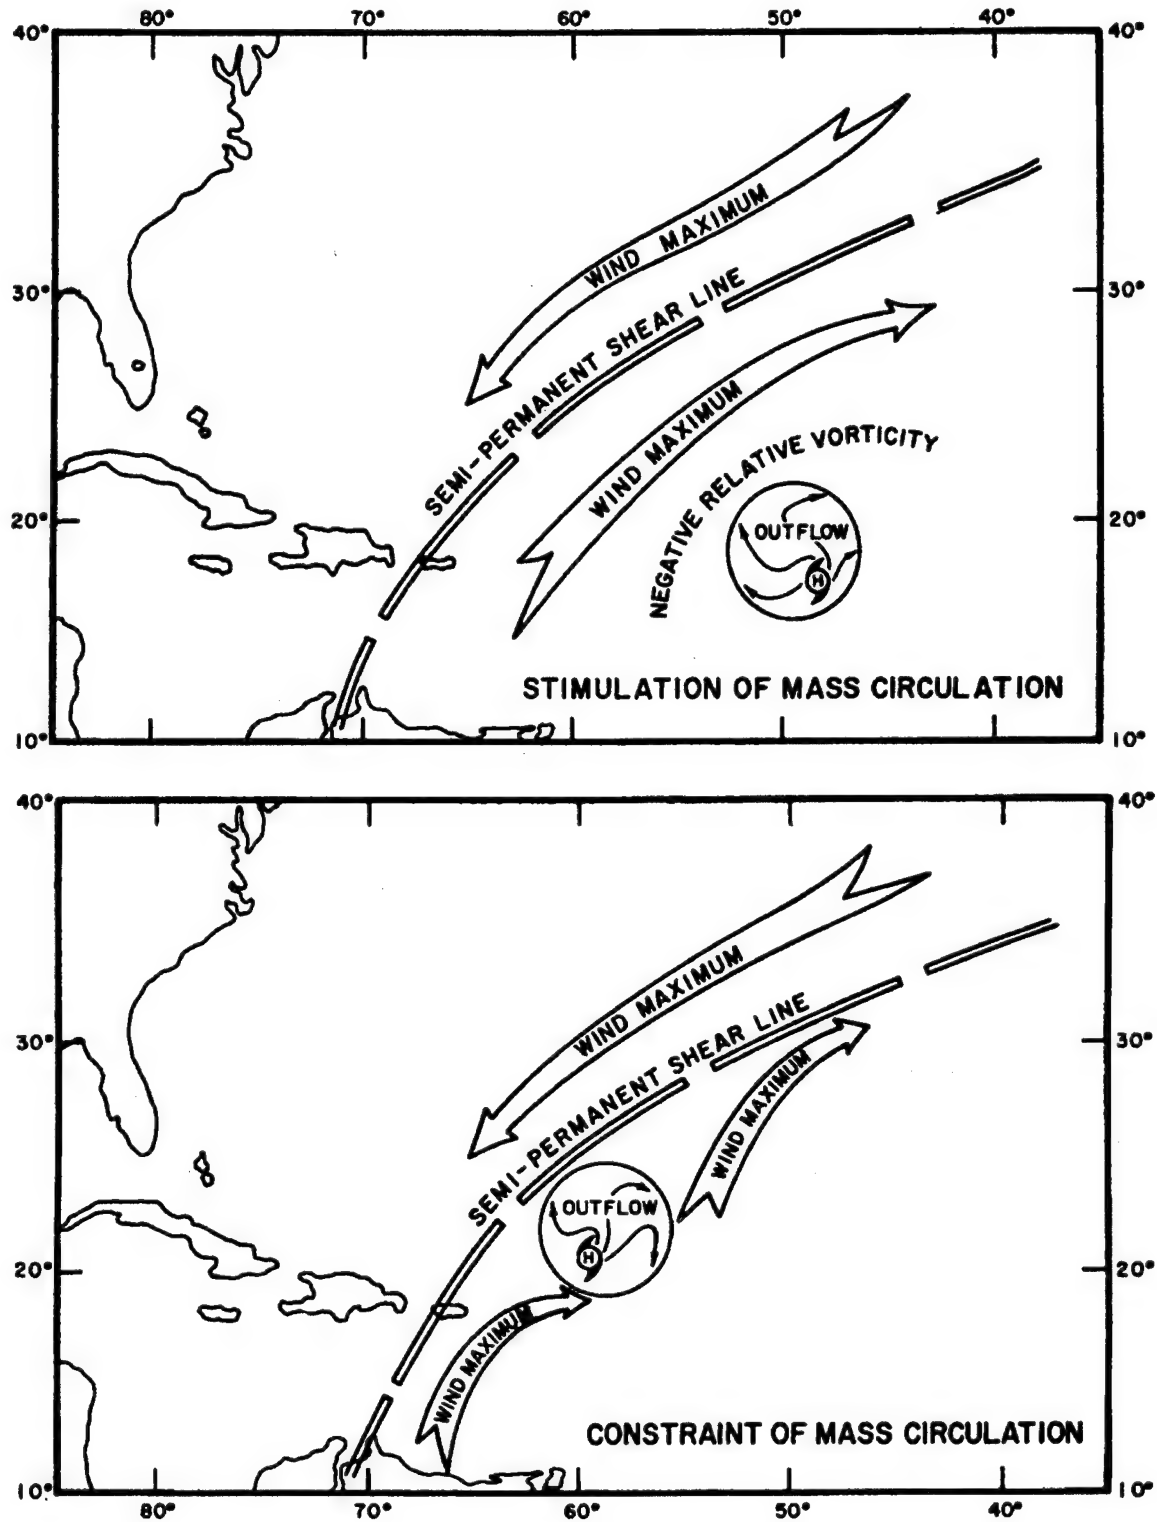 80° 70° 60° 50° 40°
40° 40°
WIND MAXIMUM
30° 30°
SEMI-PERMANENT SHEAR LINE
WIND MAXIMUM
NEGATIVE RELATIVE VORTICITY
20° 20°
OUTFLOW
H
STIMULATION OF MASS CIRCULATION
10° 10°
40° 40°
WIND MAXIMUM
30° 30°
SEMI-PERMANENT SHEAR LINE
WIND MAXIMUM
OUTFLOW
H
20° 20°
WIND MAXIMUM
CONSTRAINT OF MASS CIRCULATION
10° 10°
80° 70° 60° 50° 40°